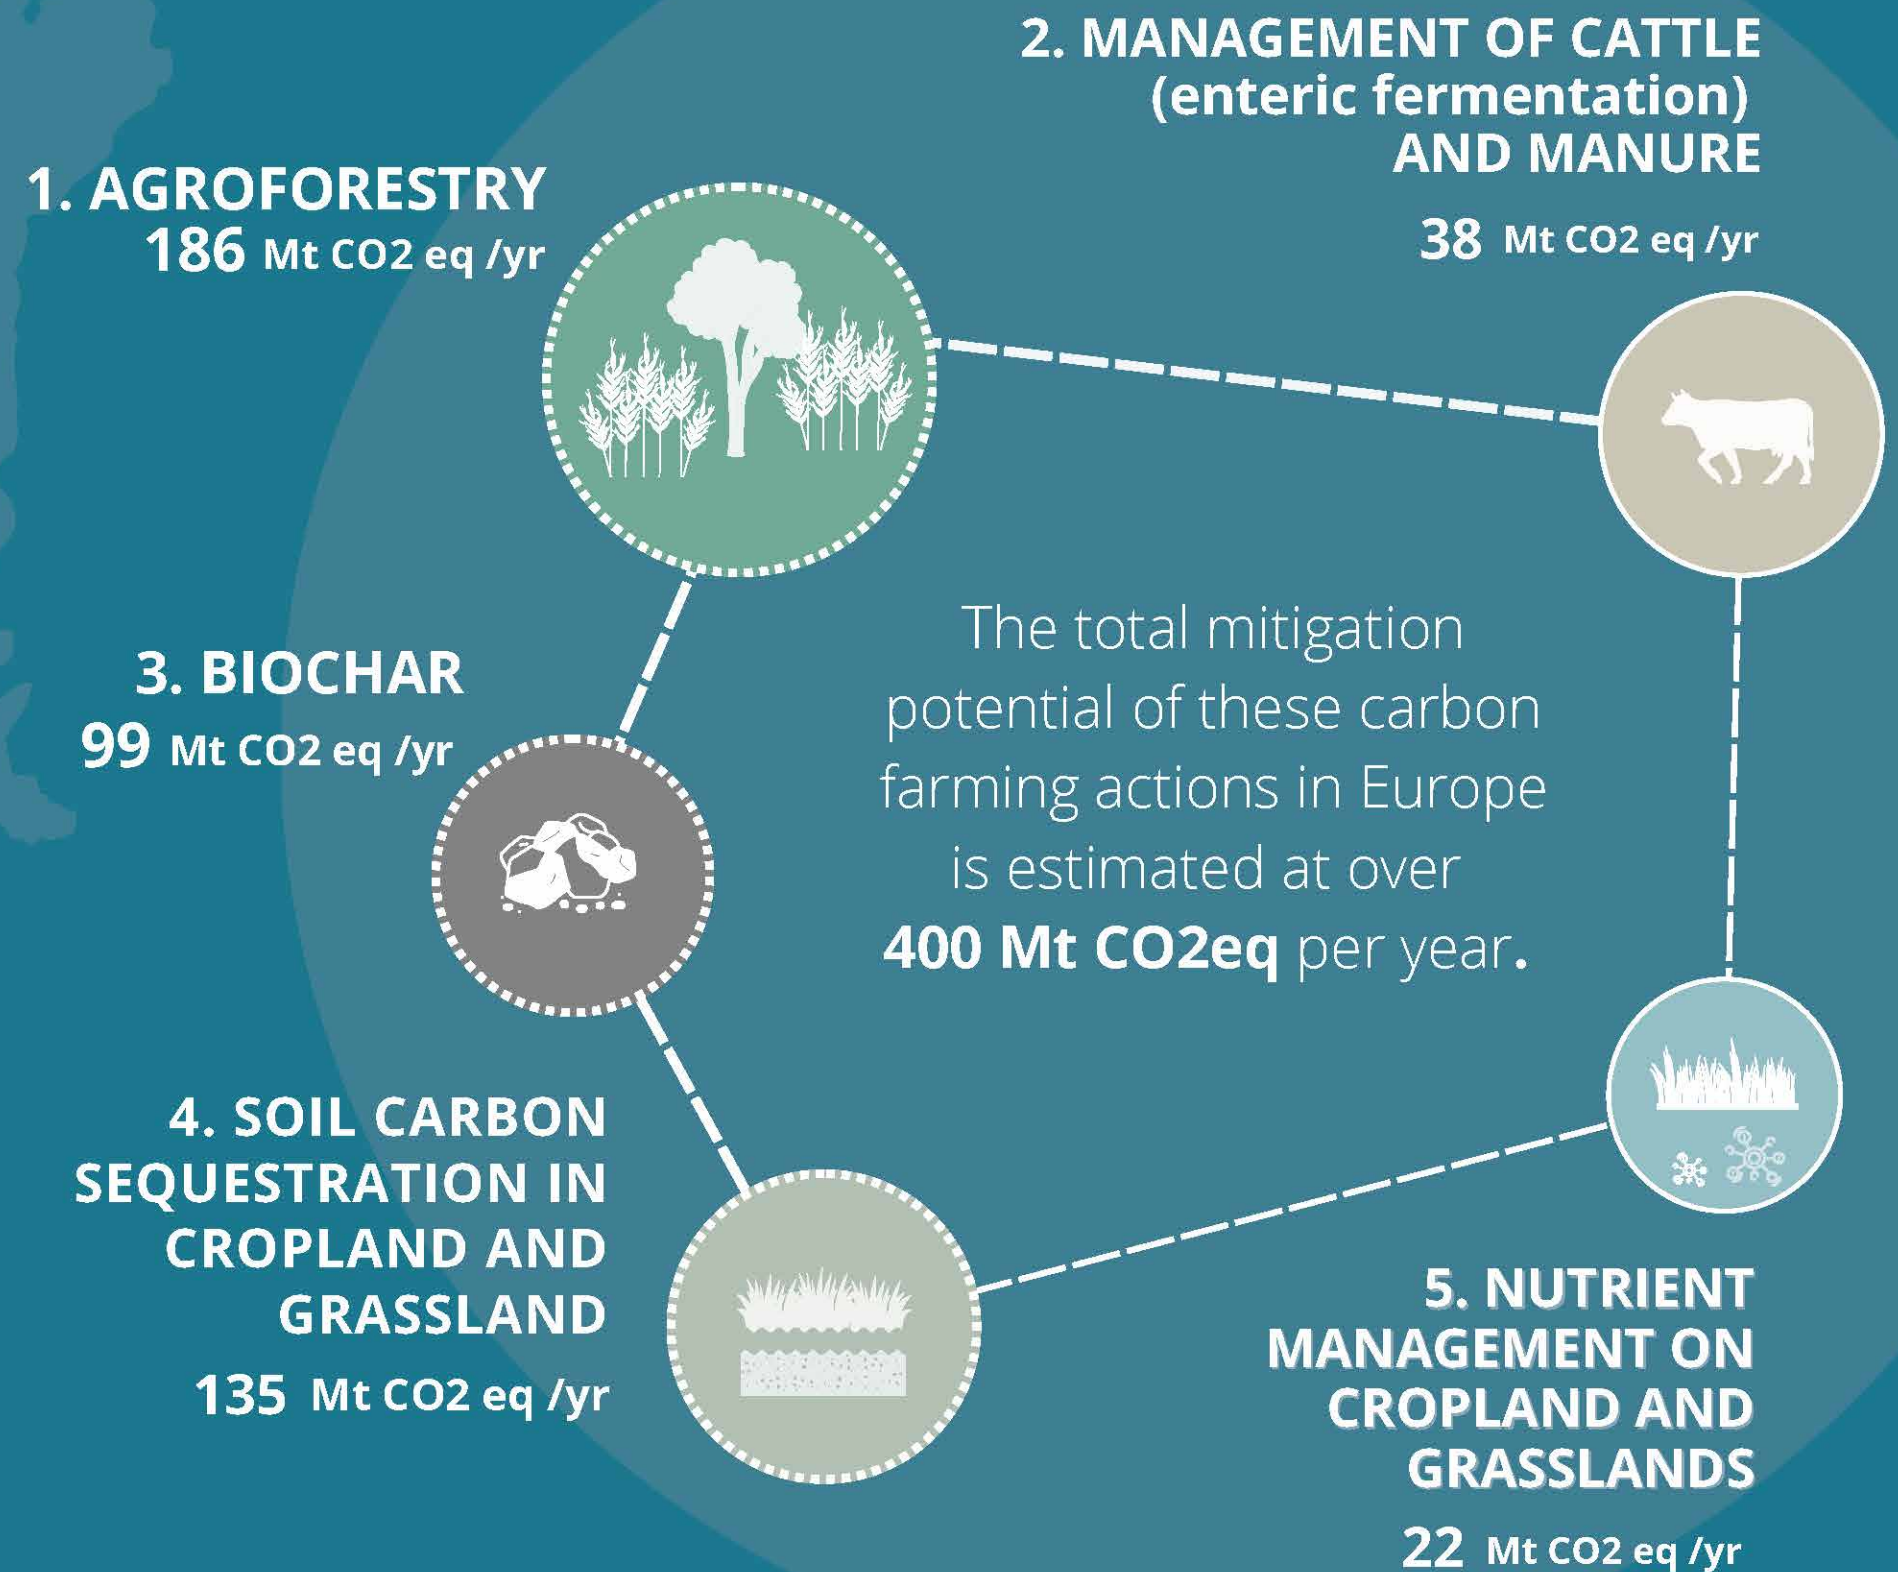 1. AGROFORESTRY
186 Mt CO2 eq /yr
2. MANAGEMENT OF CATTLE
(enteric fermentation)
AND MANURE
38 Mt CO2 eq /yr
3. BIOCHAR
99 Mt CO2 eq /yr
The total mitigation
potential of these carbon
farming actions in Europe
is estimated at over
400 Mt CO2eq per year.
4. SOIL CARBON
SEQUESTRATION IN
CROPLAND AND
GRASSLAND
135 Mt CO2 eq /yr
5. NUTRIENT
MANAGEMENT ON
CROPLAND AND
GRASSLANDS
22 Mt CO2 eq /yr